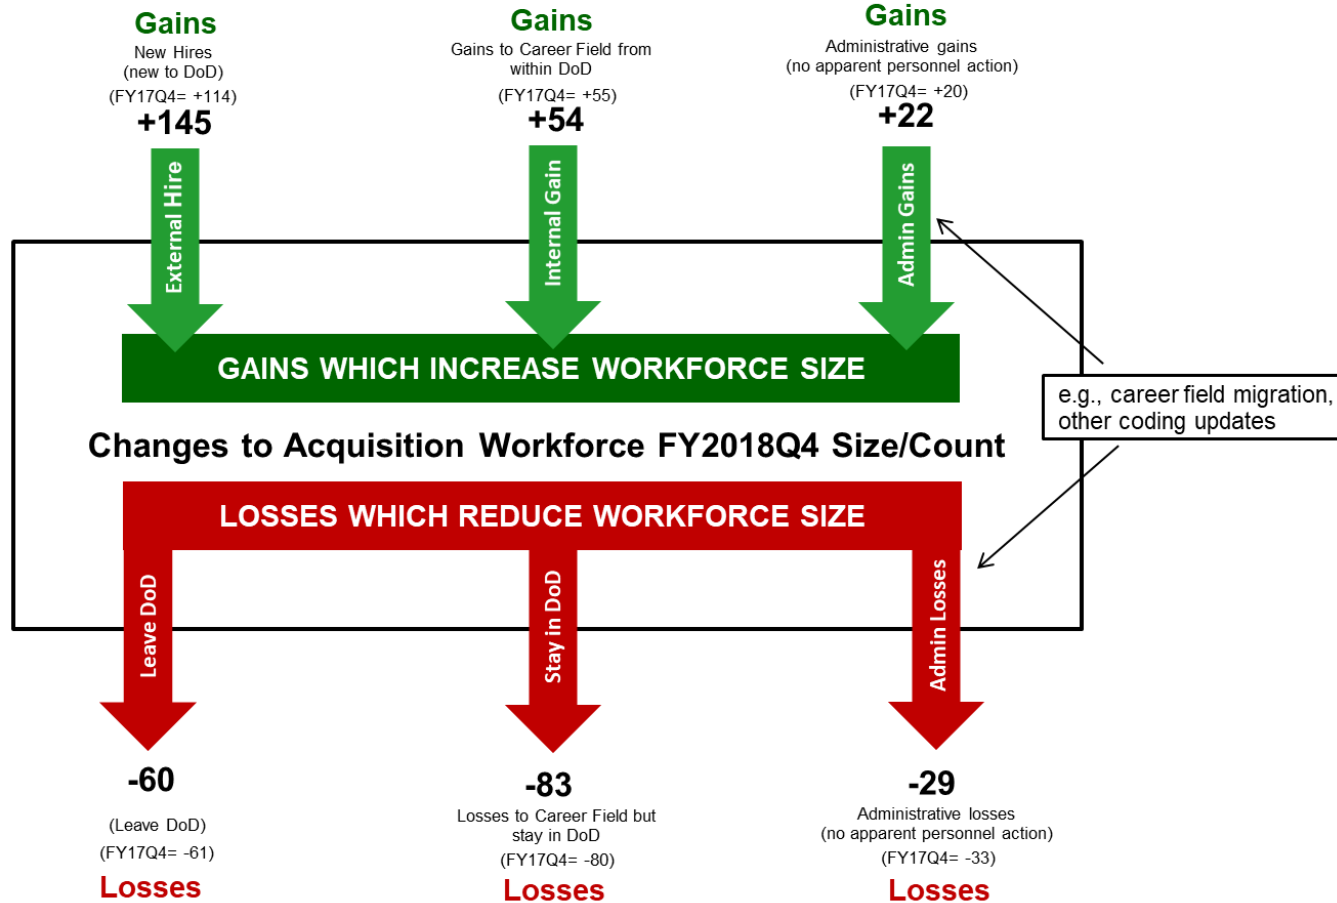 Gains
New Hires
(new to DoD)
(FY17Q4= +114)
+145
Gains
Gains to Career Field from
within DoD
(FY17Q4= +55)
+54
Gains
Administrative gains
(no apparent personnel action)
(FY17Q4= +20)
+22
External Hire
Internal Gain
Admin Gains
GAINS WHICH INCREASE WORKFORCE SIZE
e.g., career field migration,
other coding updates
Changes to Acquisition Workforce FY2018Q4 Size/Count
LOSSES WHICH REDUCE WORKFORCE SIZE
Leave DoD
Stay in DoD
Admin Losses
-60
(Leave DoD)
(FY17Q4= -61)
Losses
-83
Losses to Career Field but
stay in DoD
(FY17Q4= -80)
Losses
-29
Administrative losses
(no apparent personnel action)
(FY17Q4= -33)
Losses